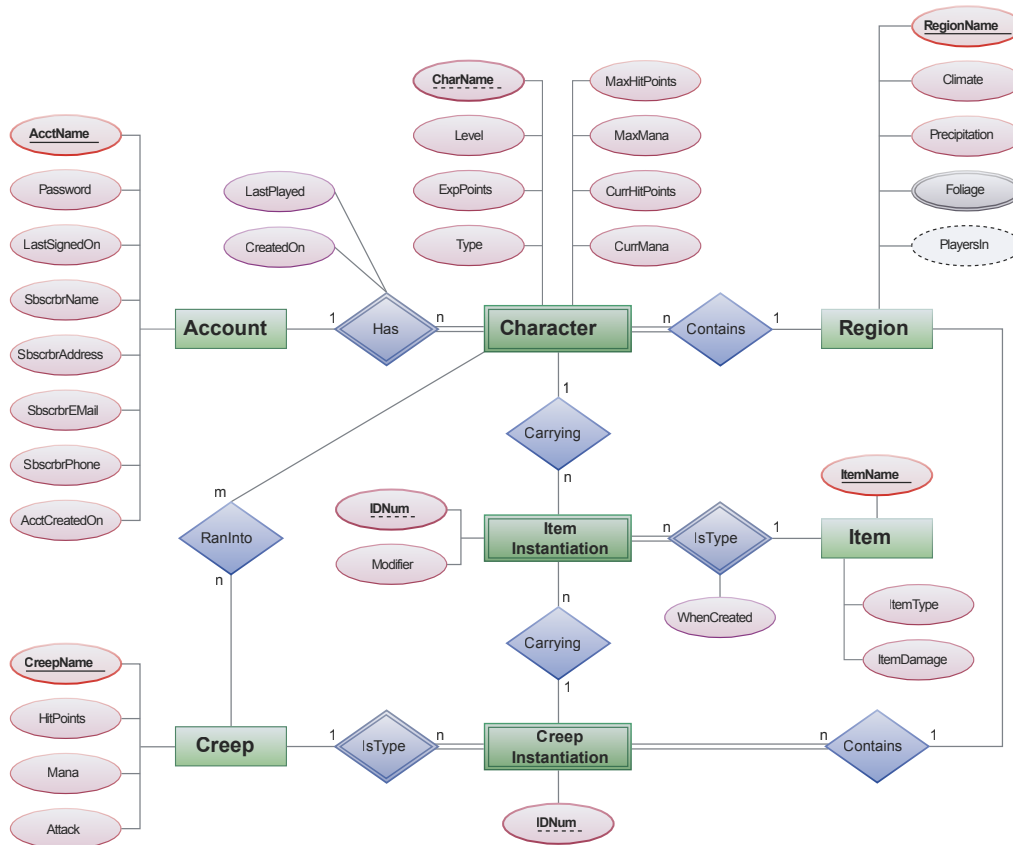 RegionName
CharName
MaxHitPoints
Climate
AcctName
Level
MaxMana
Precipitation
Password
LastPlayed
ExpPoints
CurrHitPoints
Foliage
LastSignedOn
CreatedOn
Type
CurrMana
PlayersIn
SbscrbrName
Account
1
Has
n
Character
n
Contains
1
Region
SbscrbrAddress
SbscrbrEMail
1
Carrying
SbscrbrPhone
n
m
ItemName
AcctCreatedOn
IDNum
RanInto
Item
Instantiation
n
IsType
1
Item
Modifier
n
n
WhenCreated
ItemType
Carrying
ItemDamage
CreepName
1
HitPoints
Creep
1
IsType
n
Creep
Instantiation
n
Contains
1
Mana
Attack
IDNum